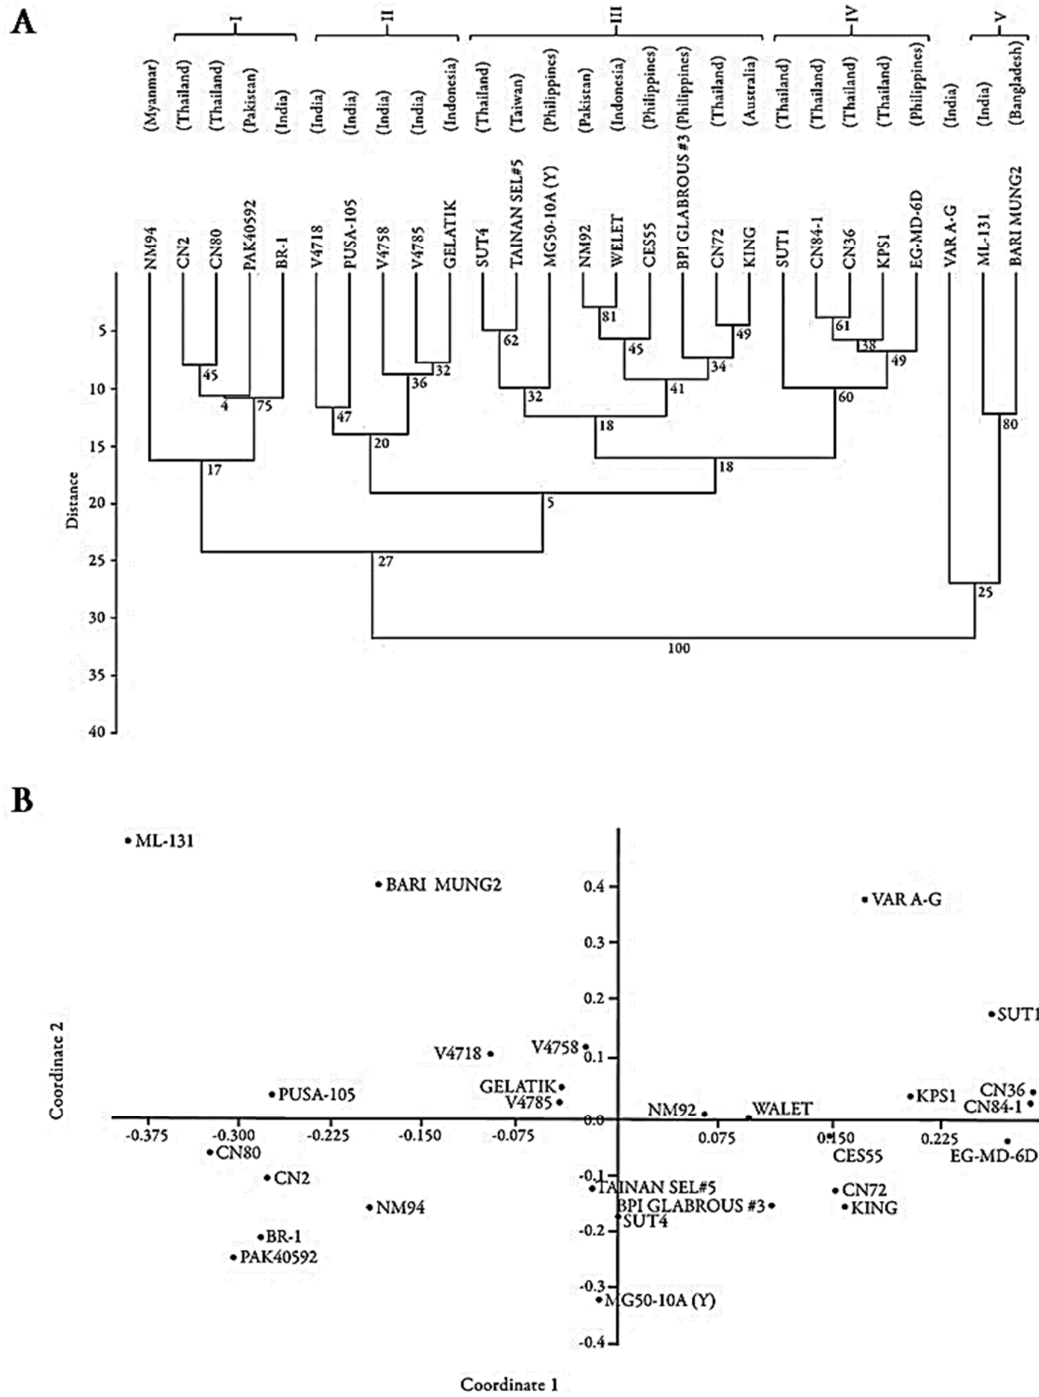 A
I II III IV V
(Myanmar) (Thailand) (Thailand) (Pakistan) (India) (India) (India) (India) (India) (Indonesia) (Thailand) (Taiwan) (Philippines) (Pakistan) (Indonesia) (Philippines) (Philippines) (Thailand) (Australia) (Thailand) (Thailand) (Thailand) (Thailand) (Philippines) (India) (India) (Bangladesh)
NM94 CN2 CN80 PAK40592 BR-1 V4718 PUSA-105 V4758 V4785 GELATIK SUT4 TAINAN SEL#5 MG50-10A (Y) NM92 WELET CES55 BPI GLABROUS #3 CN72 KING SUT1 CN84-1 CN36 KPS1 EG-MD-6D VAR A-G ML-131 BARI MUNG2
81
61
5 62 49
38
45 49
45 32 34
36
10 41
4 75 32 60
47 18 80
20
15
17 18
Distance
20 5
25
27
25
30
100
35
40
B
ML-131
BARI MUNG2 0.4 VAR A-G
0.3
0.2
SUT1
V4718 V4758
0.1
GELATIK
PUSA-105 KPS1 CN36
V4785 CN84-1
NM92 WALET
Coordinate 2
0.0
-0.375 -0.300 -0.225 -0.150 -0.075 0.075 0.150 0.225
CN80 CES55 EG-MD-6D
CN2 -0.1
TAINAN SEL#5 CN72
NM94 BPI GLABROUS #3 KING
SUT4
BR-1 -0.2
PAK40592
-0.3
MG50-10A (Y)
-0.4
Coordinate 1